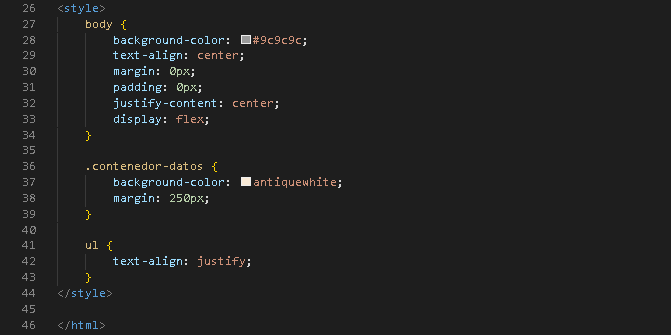 26 <style>
27 body {
28 background-color: #9c9c9c;
29 text-align: center;
30 margin: 0px;
31 padding: 0px;
32 justify-content: center;
33 display: flex;
34 }
35
36 .contenedor-datos {
37 background-color: antiquewhite;
38 margin: 250px;
39 }
40
41 ul {
42 text-align: justify;
43 }
44 </style>
45
46 </html>